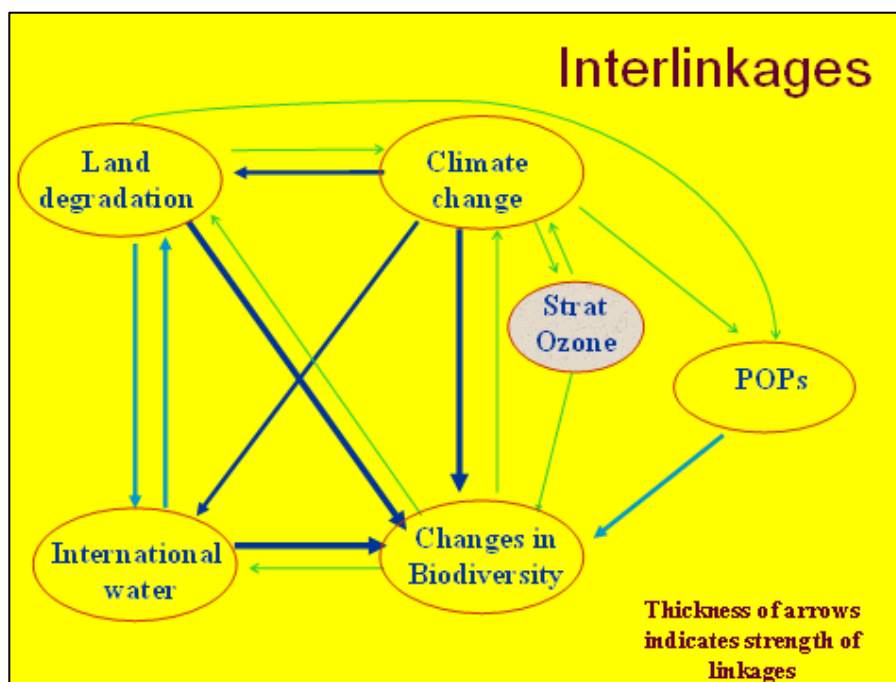 Interlinkages
Land
degradation
Climate
change
Strat
Ozone
POPs
International
water
Changes in
Biodiversity
Thickness of arrows
indicates strength of
linkages